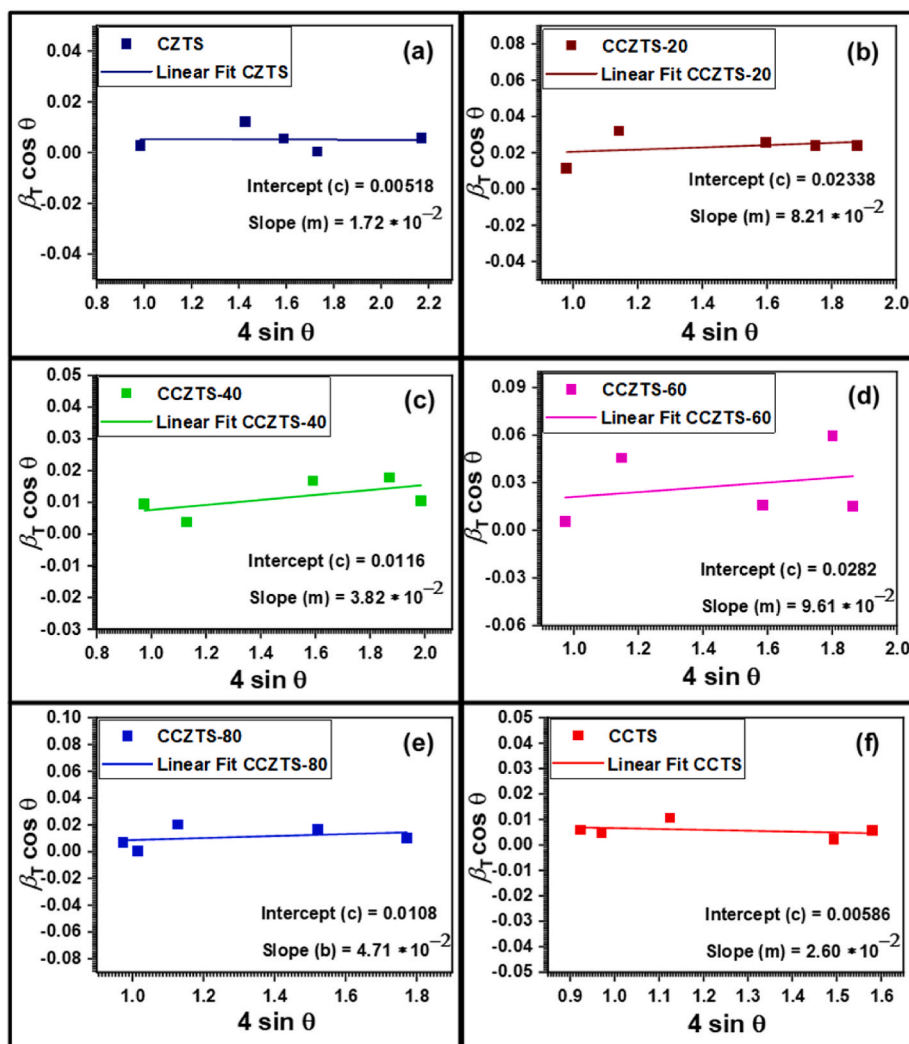 (a)
CZTS
Linear Fit CZTS
0.04
0.02
0.00
-0.02
-0.04
β_T cos θ
Intercept (c) = 0.00518
Slope (m) = 1.72 * 10^−2
0.8 1.0 1.2 1.4 1.6 1.8 2.0 2.2
4 sin θ
(b)
CCZTS-20
Linear Fit CCZTS-20
0.08
0.04
0.00
-0.04
β_T cos θ
Intercept (c) = 0.02338
Slope (m) = 8.21 * 10^−2
1.0 1.2 1.4 1.6 1.8 2.0
4 sin θ
(c)
CCZTS-40
Linear Fit CCZTS-40
0.05
0.04
0.03
0.02
0.01
0.00
-0.01
-0.02
-0.03
β_T cos θ
Intercept (c) = 0.0116
Slope (m) = 3.82 * 10^−2
0.8 1.0 1.2 1.4 1.6 1.8 2.0
4 sin θ
(d)
CCZTS-60
Linear Fit CCZTS-60
0.09
0.06
0.03
0.00
-0.03
-0.06
β_T cos θ
Intercept (c) = 0.0282
Slope (m) = 9.61 * 10^−2
1.0 1.2 1.4 1.6 1.8 2.0
4 sin θ
(e)
CCZTS-80
Linear Fit CCZTS-80
0.10
0.08
0.06
0.04
0.02
0.00
-0.02
-0.04
-0.06
-0.08
β_T cos θ
Intercept (c) = 0.0108
Slope (b) = 4.71 * 10^−2
1.0 1.2 1.4 1.6 1.8
4 sin θ
(f)
CCTS
Linear Fit CCTS
0.05
0.04
0.03
0.02
0.01
0.00
-0.01
-0.02
-0.03
-0.04
-0.05
β_T cos θ
Intercept (c) = 0.00586
Slope (m) = 2.60 * 10^−2
0.9 1.0 1.1 1.2 1.3 1.4 1.5 1.6
4 sin θ